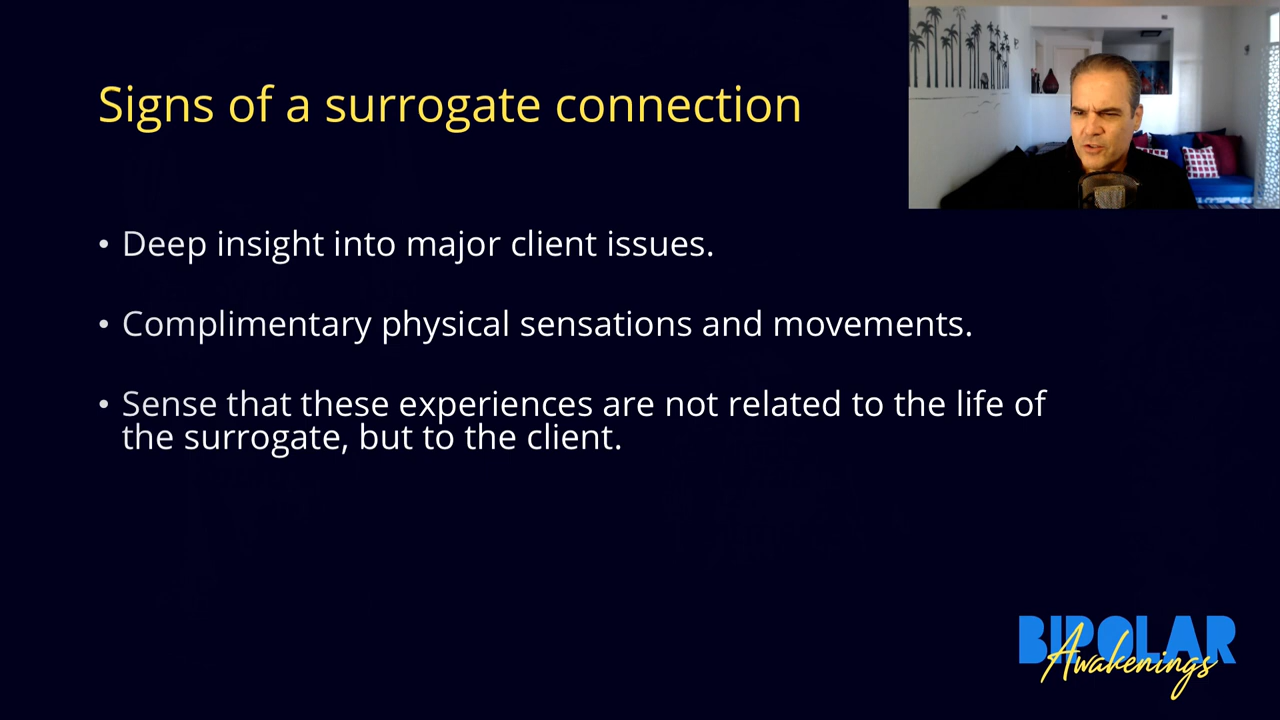 Signs of a surrogate connection
• Deep insight into major client issues.
• Complimentary physical sensations and movements.
• Sense that these experiences are not related to the life of
the surrogate, but to the client.
BIPOLAR
Awakenings